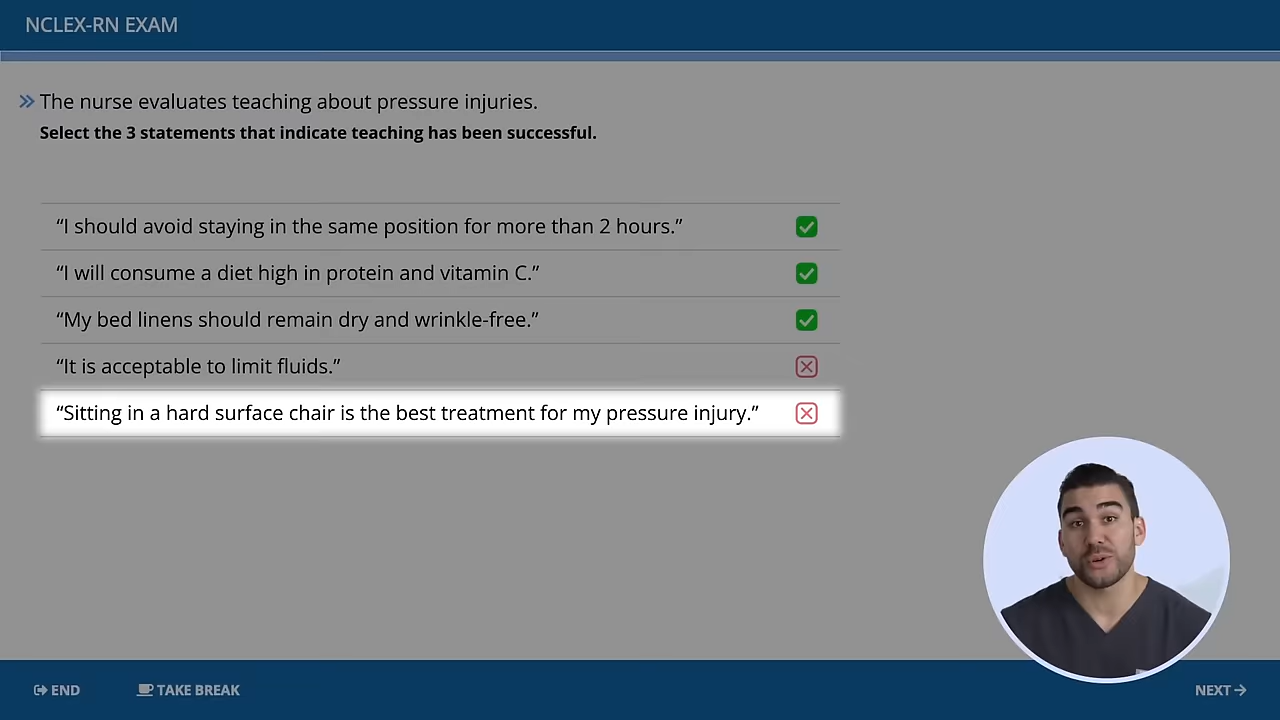 NCLEX-RN EXAM
The nurse evaluates teaching about pressure injuries.
Select the 3 statements that indicate teaching has been successful.
“I should avoid staying in the same position for more than 2 hours.”
“I will consume a diet high in protein and vitamin C.”
“My bed linens should remain dry and wrinkle-free.”
“It is acceptable to limit fluids.”
“Sitting in a hard surface chair is the best treatment for my pressure injury.”
END TAKE BREAK NEXT